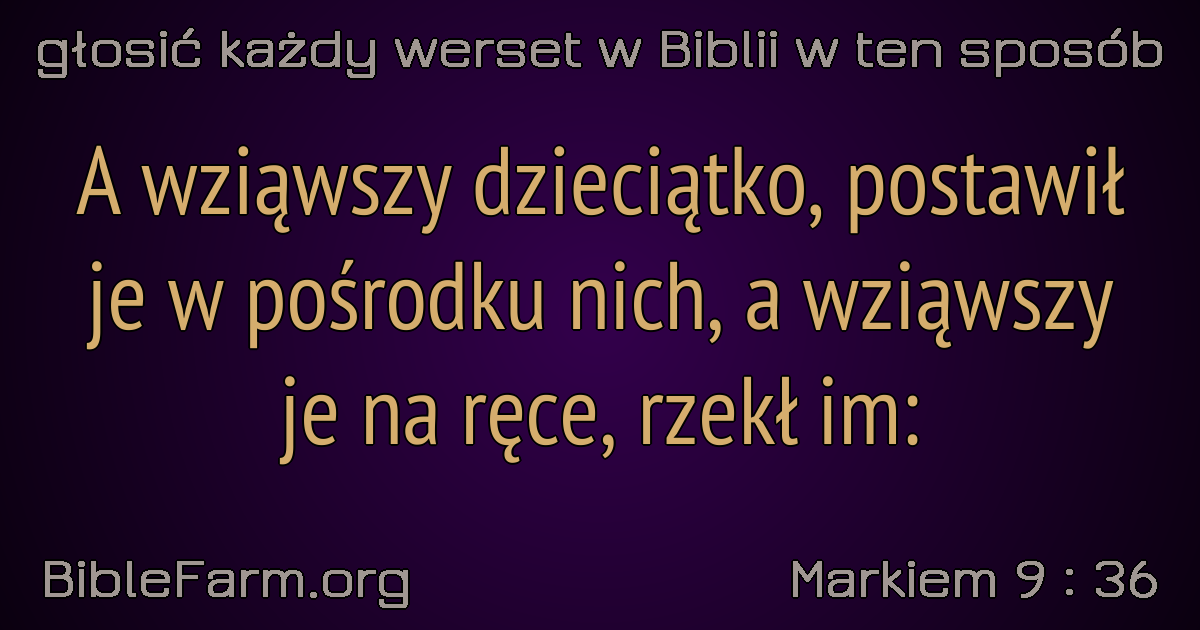 głosić każdy werset w Biblii w ten sposób
A wziąwszy dzieciątko, postawił
je w pośrodku nich, a wziąwszy
je na ręce, rzekł im:
BibleFarm.org
Markiem 9 : 36